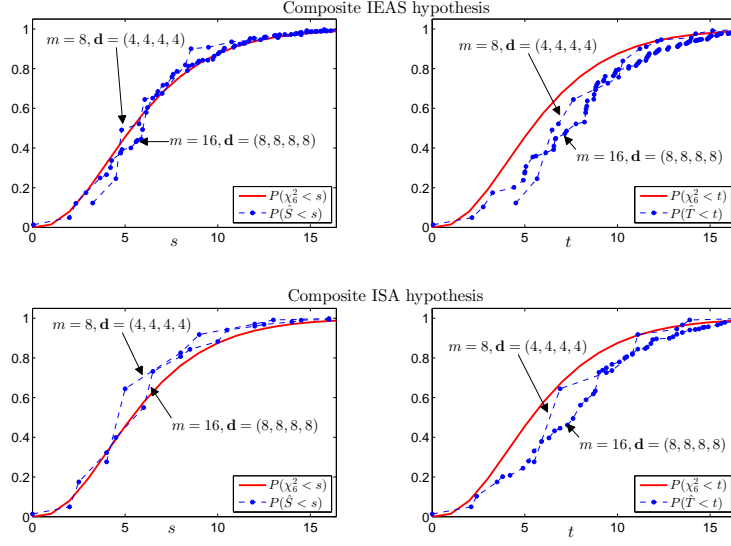 Composite IEAS hypothesis
1
0.8
0.6
0.4
0.2
0
0 5 10 15
s
m = 8, d = (4, 4, 4, 4)
m = 16, d = (8, 8, 8, 8)
P(χ₆² < s)
P(Ŝ < s)
1
0.8
0.6
0.4
0.2
0
0 5 10 15
t
m = 8, d = (4, 4, 4, 4)
m = 16, d = (8, 8, 8, 8)
P(χ₆² < t)
P(T̂ < t)
Composite ISA hypothesis
1
0.8
0.6
0.4
0.2
0
0 5 10 15
s
m = 8, d = (4, 4, 4, 4)
m = 16, d = (8, 8, 8, 8)
P(χ₆² < s)
P(Ŝ < s)
1
0.8
0.6
0.4
0.2
0
0 5 10 15
t
m = 8, d = (4, 4, 4, 4)
m = 16, d = (8, 8, 8, 8)
P(χ₆² < t)
P(T̂ < t)